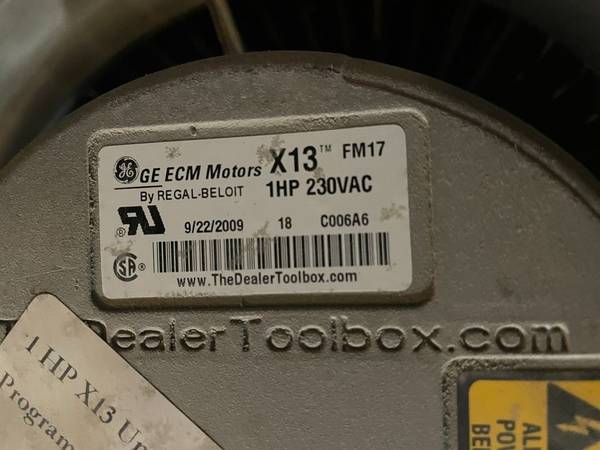 GE ECM Motors X13™ FM17
By REGAL-BELOIT 1HP 230VAC
9/22/2009 18 C006A6
www.TheDealerToolbox.com
DealerToolbox.com
1 HP X13
Program